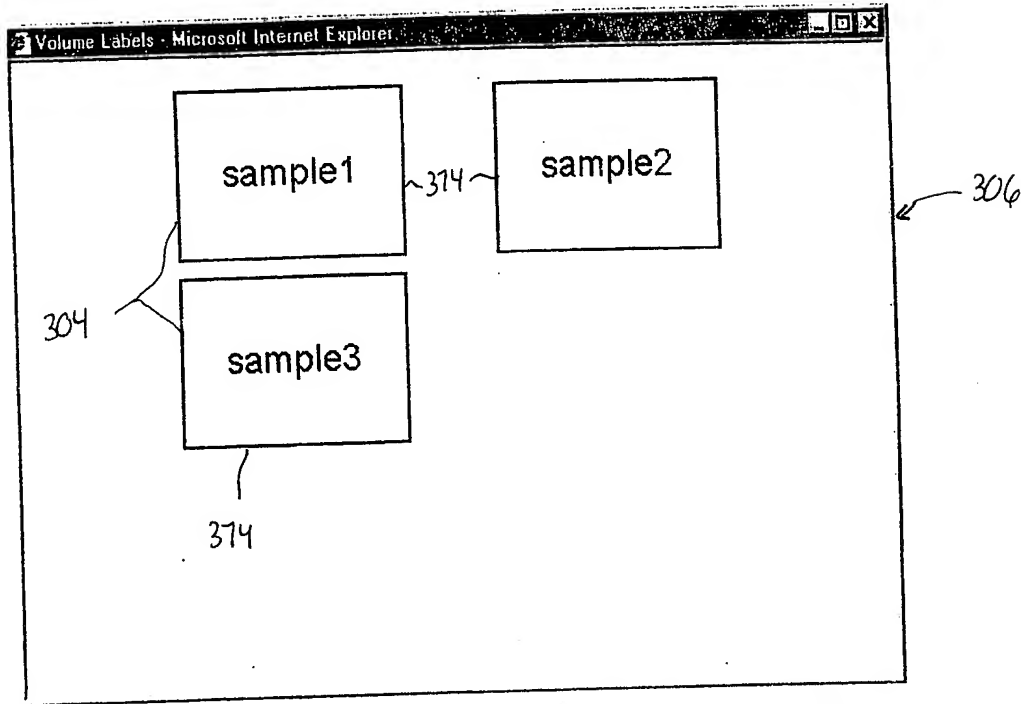 Volume Labels - Microsoft Internet Explorer
sample1
sample2
374
306
304
sample3
374